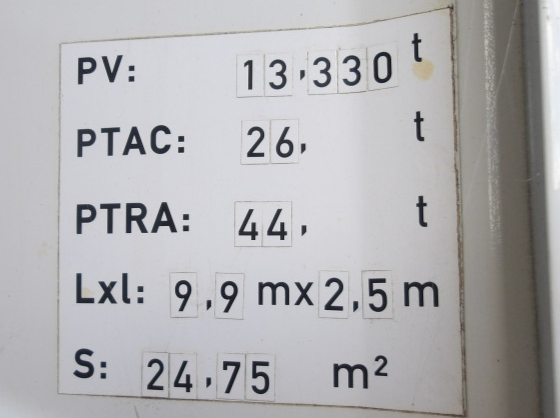 PV: 13,330 t
PTAC: 26, t
PTRA: 44, t
Lxl: 9,9 mx2,5 m
S: 24,75 m²